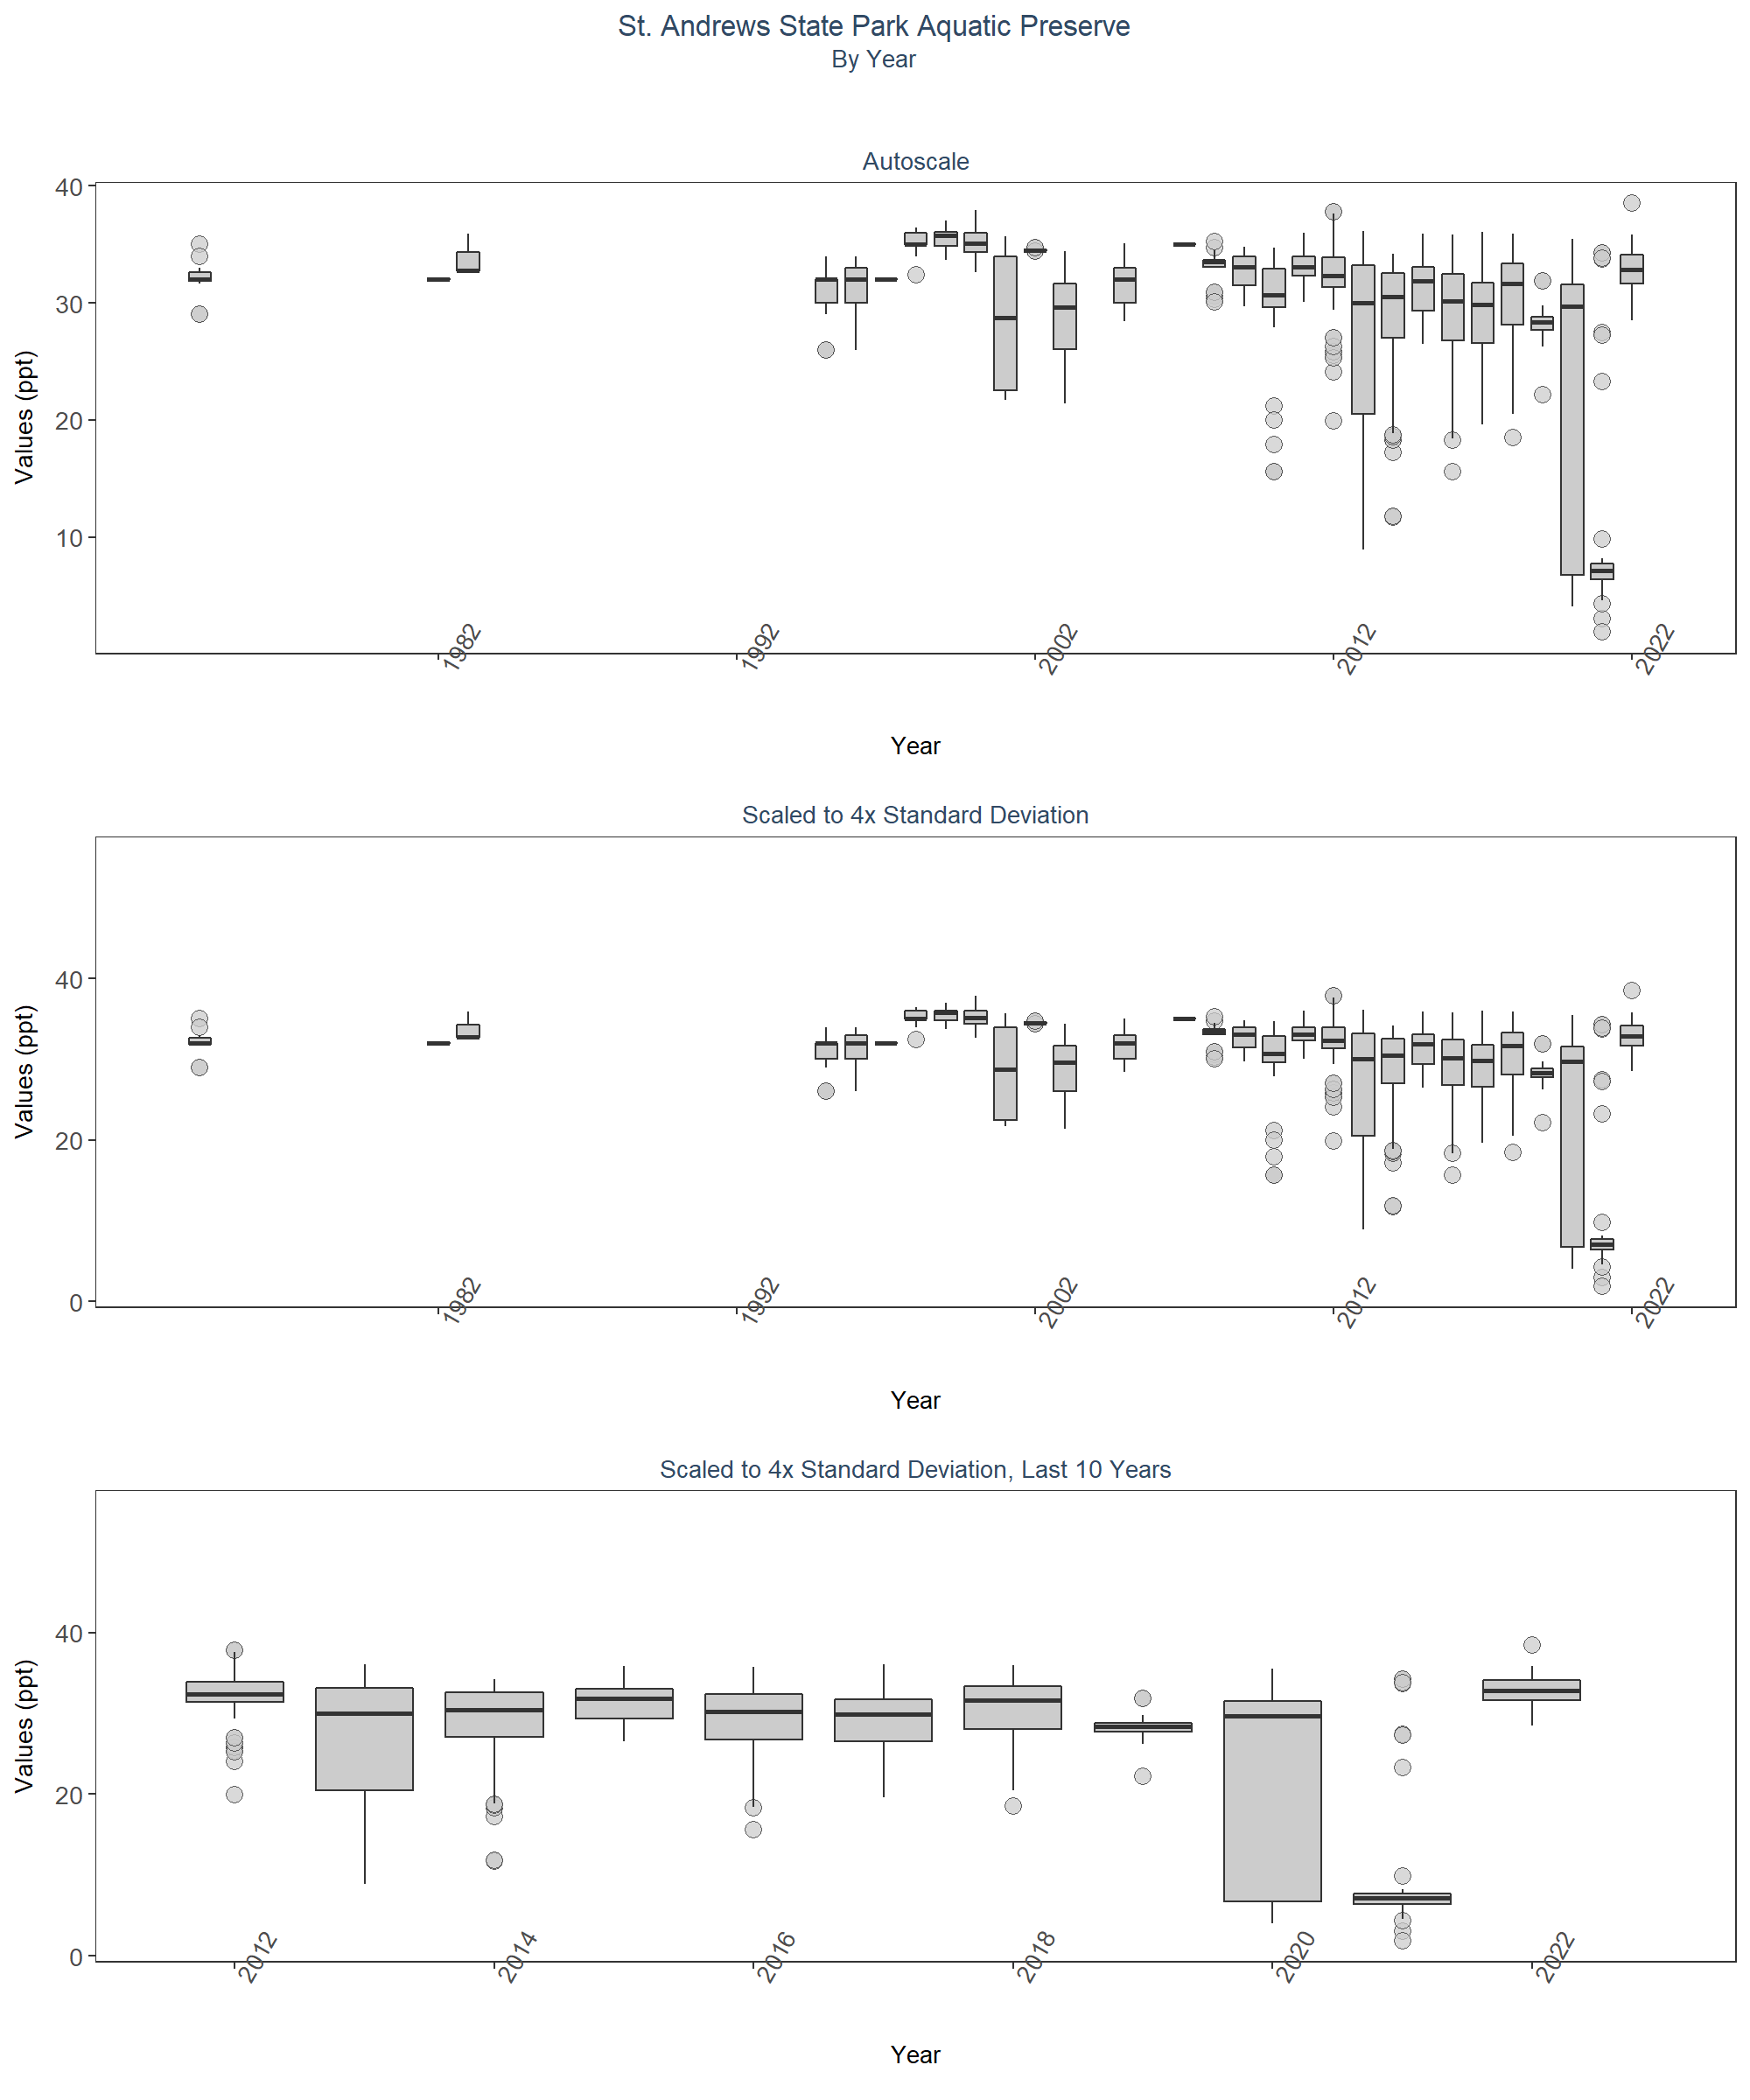 St. Andrews State Park Aquatic Preserve
By Year
Autoscale
Values (ppt)
40
30
20
10
1982
1992
2002
2012
2022
Year
Scaled to 4x Standard Deviation
Values (ppt)
40
20
0
1982
1992
2002
2012
2022
Year
Scaled to 4x Standard Deviation, Last 10 Years
Values (ppt)
40
20
0
2012
2014
2016
2018
2020
2022
Year